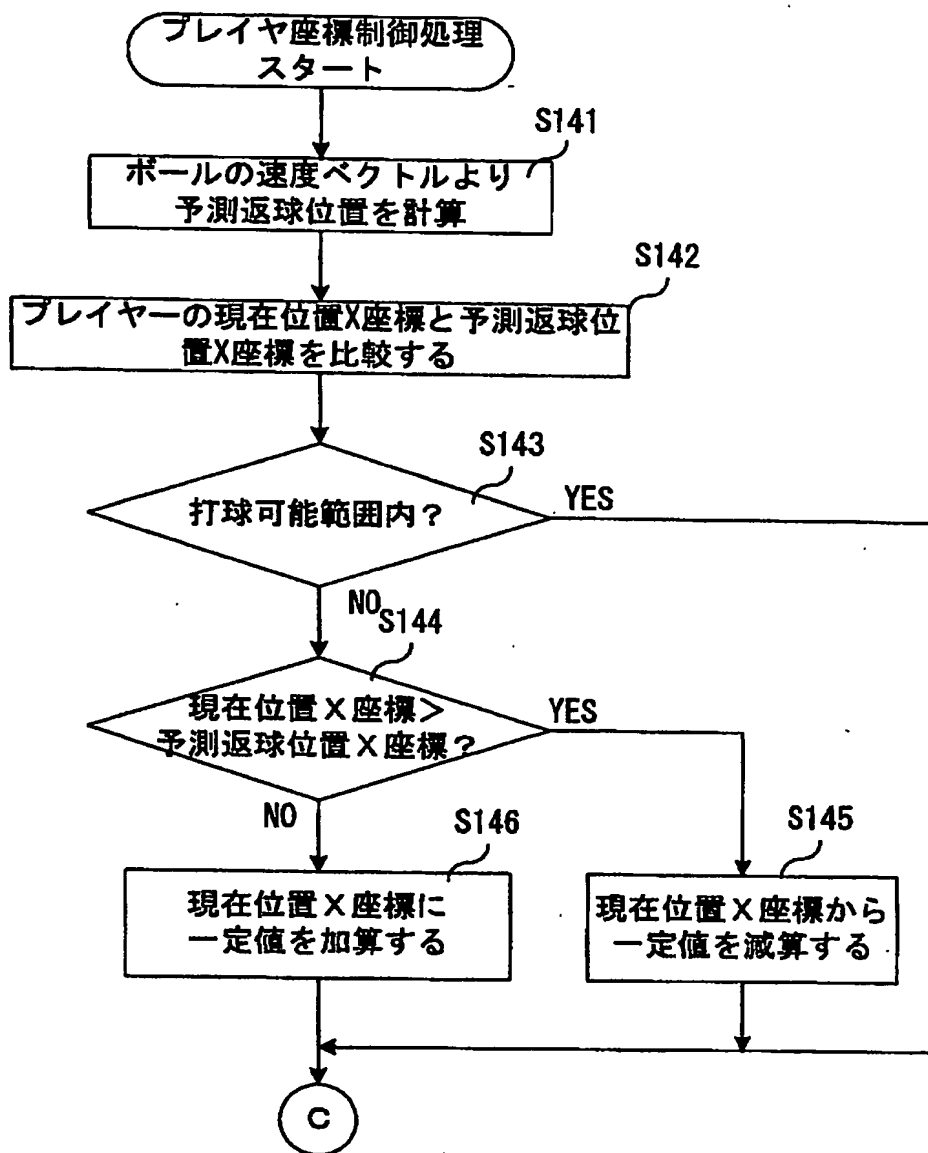 プレイヤ座標制御処理
スタート
S141
ボールの速度ベクトルより
予測返球位置を計算
S142
プレイヤーの現在位置X座標と予測返球位
置X座標を比較する
S143
打球可能範囲内？
YES
NO
S144
現在位置X座標＞
予測返球位置X座標？
YES
NO
S146
現在位置X座標に
一定値を加算する
S145
現在位置X座標から
一定値を減算する
C